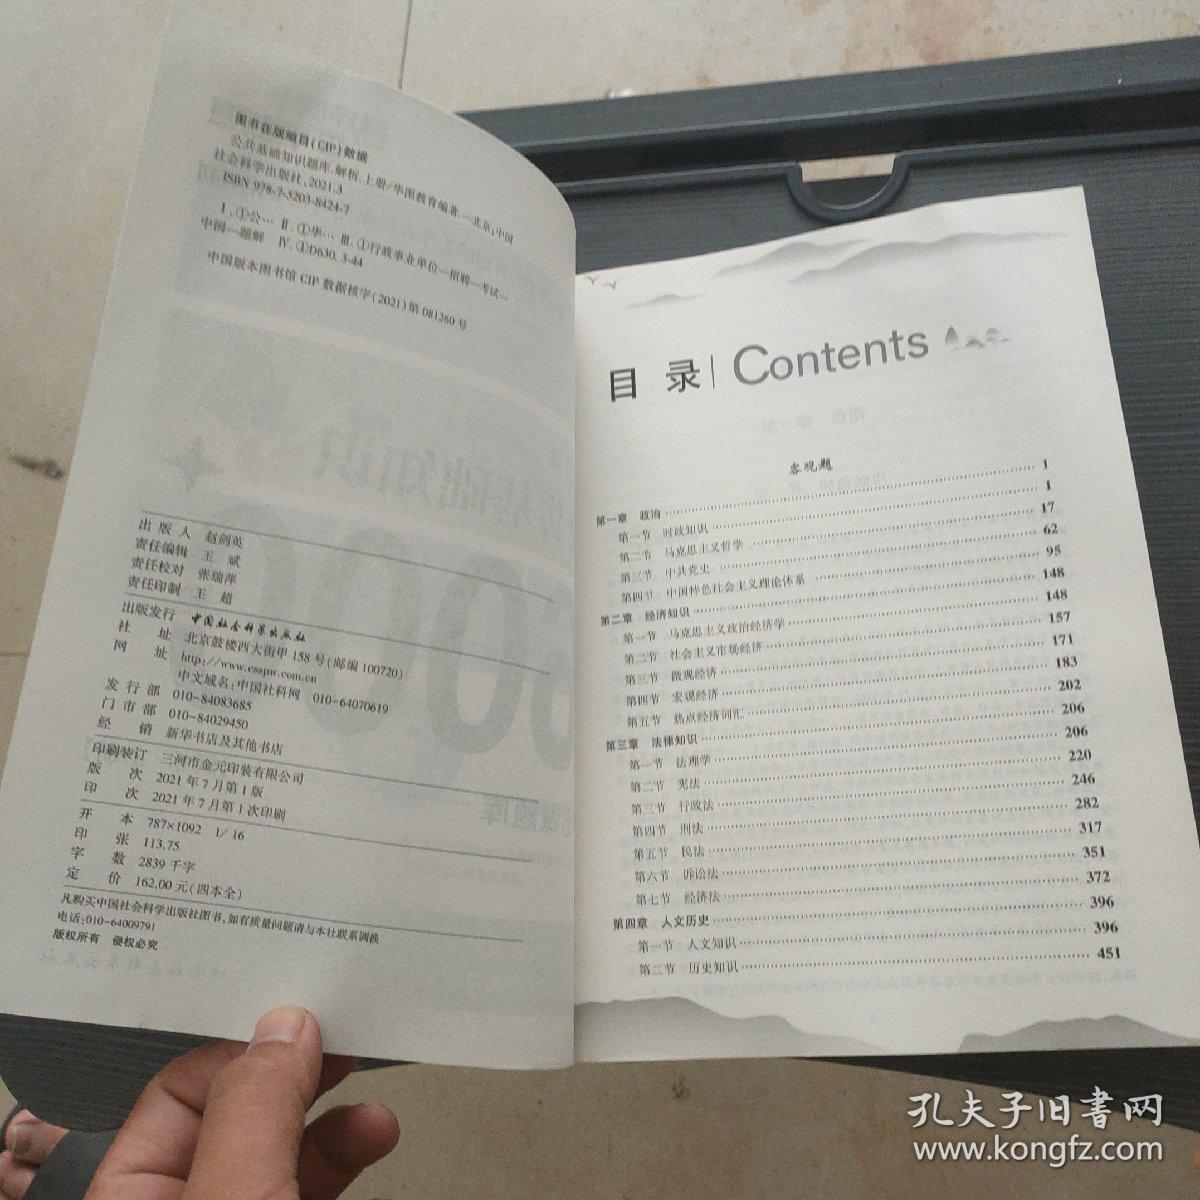 图书在版编目(CIP)数据
公共基础知识题库.解析.上册/华图教育编著.—北京:中国
社会科学出版社,2021.3
ISBN 978-7-5203-8424-7
Ⅰ.①公… Ⅱ.①华… Ⅲ.①行政事业单位—招聘—考试—
中国—题解 Ⅳ.①D630.3-44
中国版本图书馆CIP数据核字(2021)第081260号
出版人 赵剑英
责任编辑 王斌
责任校对 张瑞萍
责任印制 王超
出版发行 中国社会科学出版社
社址 北京鼓楼西大街甲158号(邮编100720)
网址 http://www.csspw.com.cn
中文域名:中国社科网 010-64070619
发行部 010-84083685
门市部 010-84029450
经销 新华书店及其他书店
印刷装订 三河市金元印装有限公司
版次 2021年7月第1版
印次 2021年7月第1次印刷
开本 787×1092 1/16
印张 113.75
字数 2839千字
定价 162.00元(四本全)
凡购买中国社会科学出版社图书,如有质量问题请与本社联系调换
电话:010-64009791
版权所有 侵权必究
目录 | Contents
客观题
第一章 政治 1
第一节 时政知识 1
第二节 马克思主义哲学 17
第三节 中共党史 62
第四节 中国特色社会主义理论体系 95
第二章 经济知识 148
第一节 马克思主义政治经济学 148
第二节 社会主义市场经济 157
第三节 微观经济 171
第四节 宏观经济 183
第五节 热点经济词汇 202
第三章 法律知识 206
第一节 法理学 206
第二节 宪法 220
第三节 行政法 246
第四节 刑法 282
第五节 民法 317
第六节 诉讼法 351
第七节 经济法 372
第四章 人文历史 396
第一节 人文知识 396
第二节 历史知识 451
孔夫子旧书网
www.kongfz.com